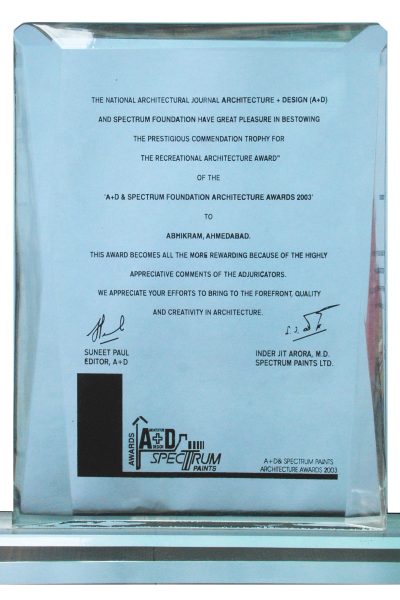 THE NATIONAL ARCHITECTURAL JOURNAL ARCHITECTURE + DESIGN (A+D)
AND SPECTRUM FOUNDATION HAVE GREAT PLEASURE IN BESTOWING
THE PRESTIGIOUS COMMENDATION TROPHY FOR
THE RECREATIONAL ARCHITECTURE AWARD"
OF THE
'A+D & SPECTRUM FOUNDATION ARCHITECTURE AWARDS 2003'
TO
ABHIKRAM, AHMEDABAD.
THIS AWARD BECOMES ALL THE MORE REWARDING BECAUSE OF THE HIGHLY
APPRECIATIVE COMMENTS OF THE ADJURICATORS.
WE APPRECIATE YOUR EFFORTS TO BRING TO THE FOREFRONT, QUALITY
AND CREATIVITY IN ARCHITECTURE.
SUNEET PAUL
EDITOR, A+D
INDER JIT ARORA, M.D.
SPECTRUM PAINTS LTD.
AWARDS
A+D
SPECTRUM
PAINTS
A+D& SPECTRUM PAINTS
ARCHITECTURE AWARDS 2003